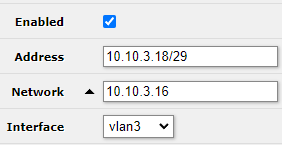 Enabled
Address 10.10.3.18/29
Network 10.10.3.16
Interface vlan3